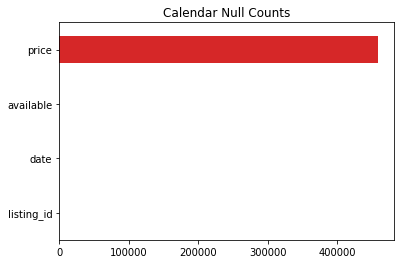 Calendar Null Counts
price
available
date
listing_id
0 100000 200000 300000 400000